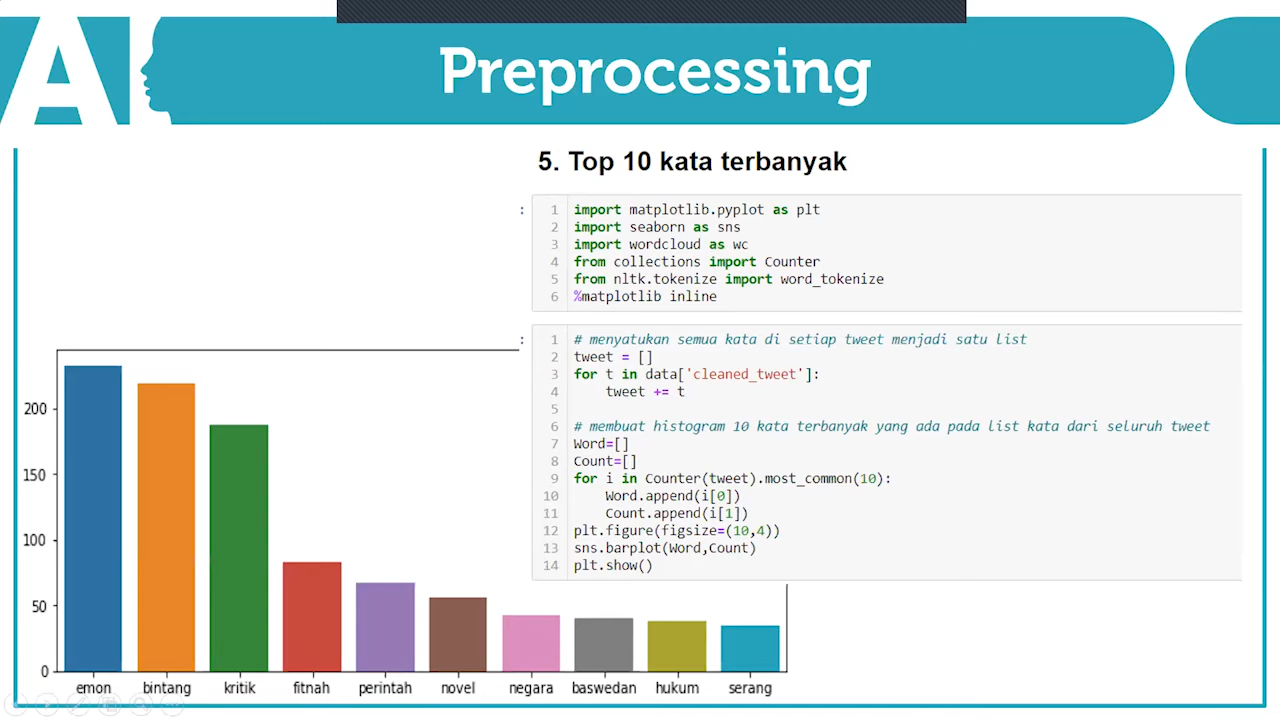 AI
Preprocessing
5. Top 10 kata terbanyak
:
1 import matplotlib.pyplot as plt
2 import seaborn as sns
3 import wordcloud as wc
4 from collections import Counter
5 from nltk.tokenize import word_tokenize
6 %matplotlib inline
:
1 # menyatukan semua kata di setiap tweet menjadi satu list
2 tweet = []
3 for t in data['cleaned_tweet']:
4     tweet += t
5
6 # membuat histogram 10 kata terbanyak yang ada pada list kata dari seluruh tweet
7 Word=[]
8 Count=[]
9 for i in Counter(tweet).most_common(10):
10     Word.append(i[0])
11     Count.append(i[1])
12 plt.figure(figsize=(10,4))
13 sns.barplot(Word,Count)
14 plt.show()
200
150
100
50
0
emon bintang kritik fitnah perintah novel negara baswedan hukum serang